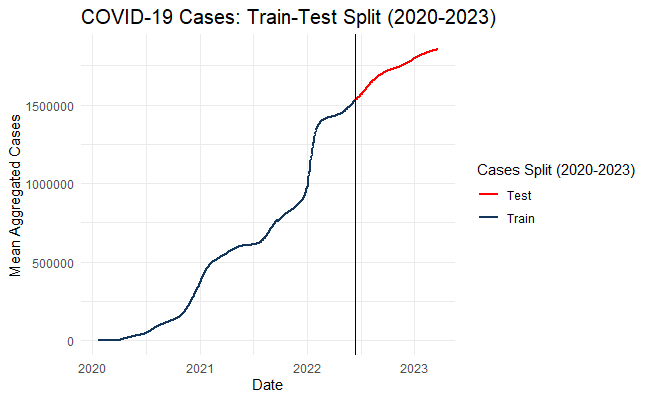 COVID-19 Cases: Train-Test Split (2020-2023)
Mean Aggregated Cases
1500000
1000000
500000
0
2020
2021
2022
2023
Date
Cases Split (2020-2023)
Test
Train